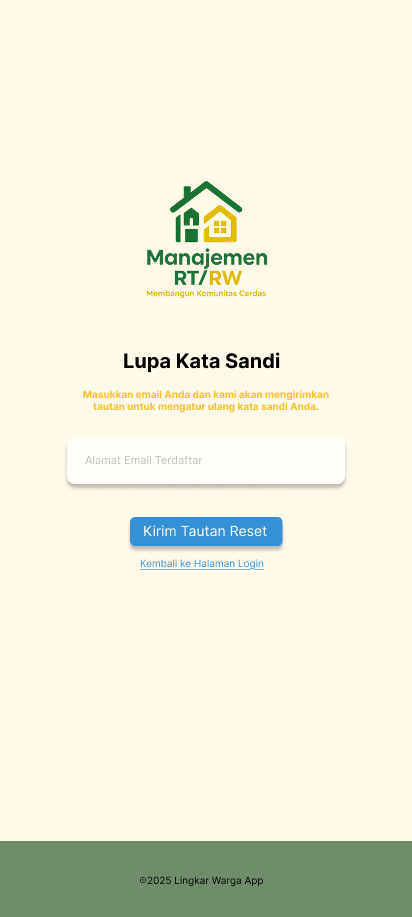 Manajemen
RT/RW
Membangun Komunitas Cerdas
Lupa Kata Sandi
Masukkan email Anda dan kami akan mengirimkan
tautan untuk mengatur ulang kata sandi Anda.
Alamat Email Terdaftar
Kirim Tautan Reset
Kembali ke Halaman Login
©2025 Lingkar Warga App